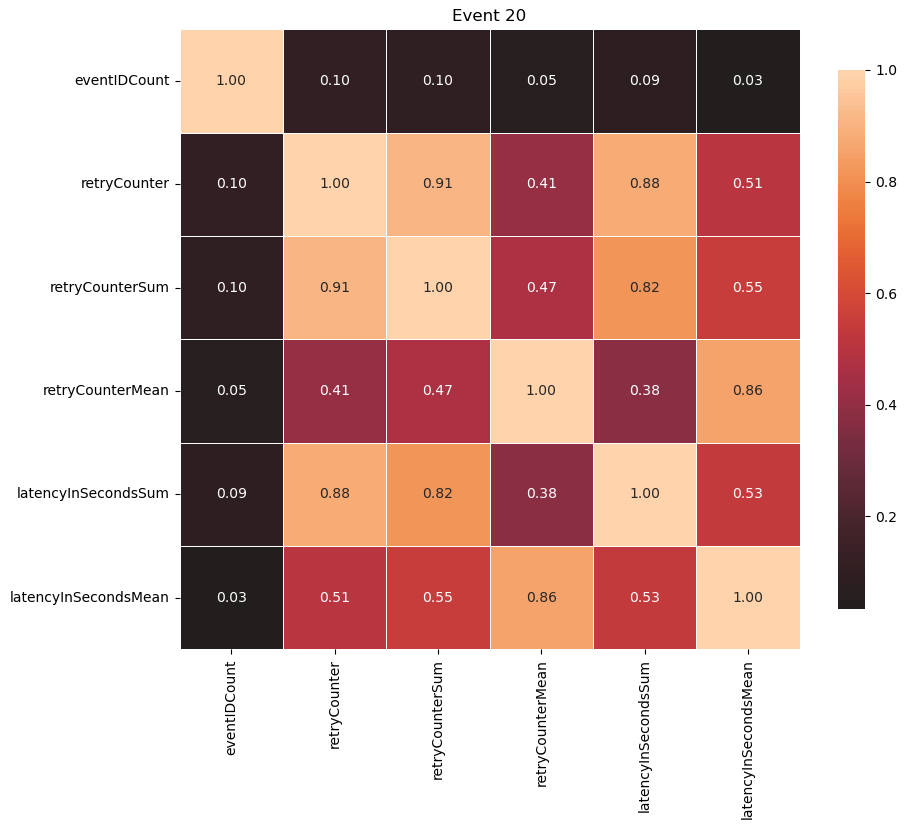 Event 20
eventIDCount 1.00 0.10 0.10 0.05 0.09 0.03
retryCounter 0.10 1.00 0.91 0.41 0.88 0.51
retryCounterSum 0.10 0.91 1.00 0.47 0.82 0.55
retryCounterMean 0.05 0.41 0.47 1.00 0.38 0.86
latencyInSecondsSum 0.09 0.88 0.82 0.38 1.00 0.53
latencyInSecondsMean 0.03 0.51 0.55 0.86 0.53 1.00
eventIDCount
retryCounter
retryCounterSum
retryCounterMean
latencyInSecondsSum
latencyInSecondsMean
1.0
0.8
0.6
0.4
0.2